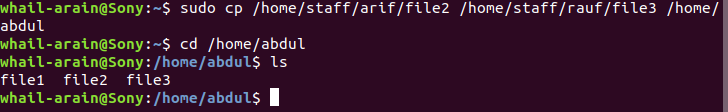 whail-arain@Sony:~$ sudo cp /home/staff/arif/file2 /home/staff/rauf/file3 /home/
abdul
whail-arain@Sony:~$ cd /home/abdul
whail-arain@Sony:/home/abdul$ ls
file1  file2  file3
whail-arain@Sony:/home/abdul$